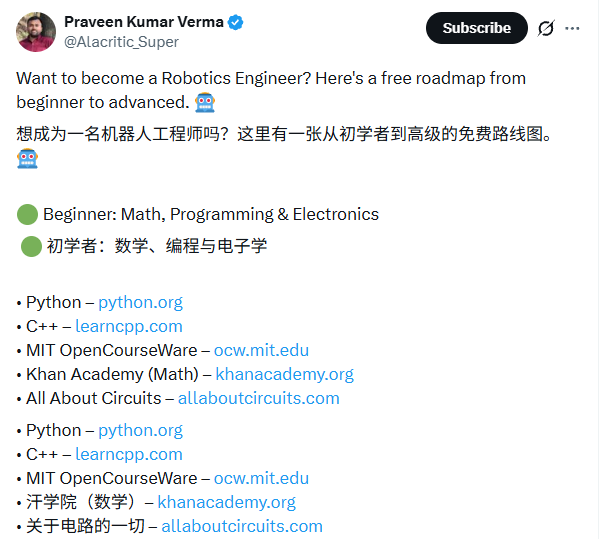 Praveen Kumar Verma
@Alacritic_Super
Subscribe
Want to become a Robotics Engineer? Here's a free roadmap from
beginner to advanced. 🤖
想成为一名机器人工程师吗？这里有一张从初学者到高级的免费路线图。
🤖
🟢 Beginner: Math, Programming & Electronics
🟢 初学者：数学、编程与电子学
• Python – python.org
• C++ – learncpp.com
• MIT OpenCourseWare – ocw.mit.edu
• Khan Academy (Math) – khanacademy.org
• All About Circuits – allaboutcircuits.com
• Python – python.org
• C++ – learncpp.com
• MIT OpenCourseWare – ocw.mit.edu
• 汗学院（数学）– khanacademy.org
• 关于电路的一切 – allaboutcircuits.com